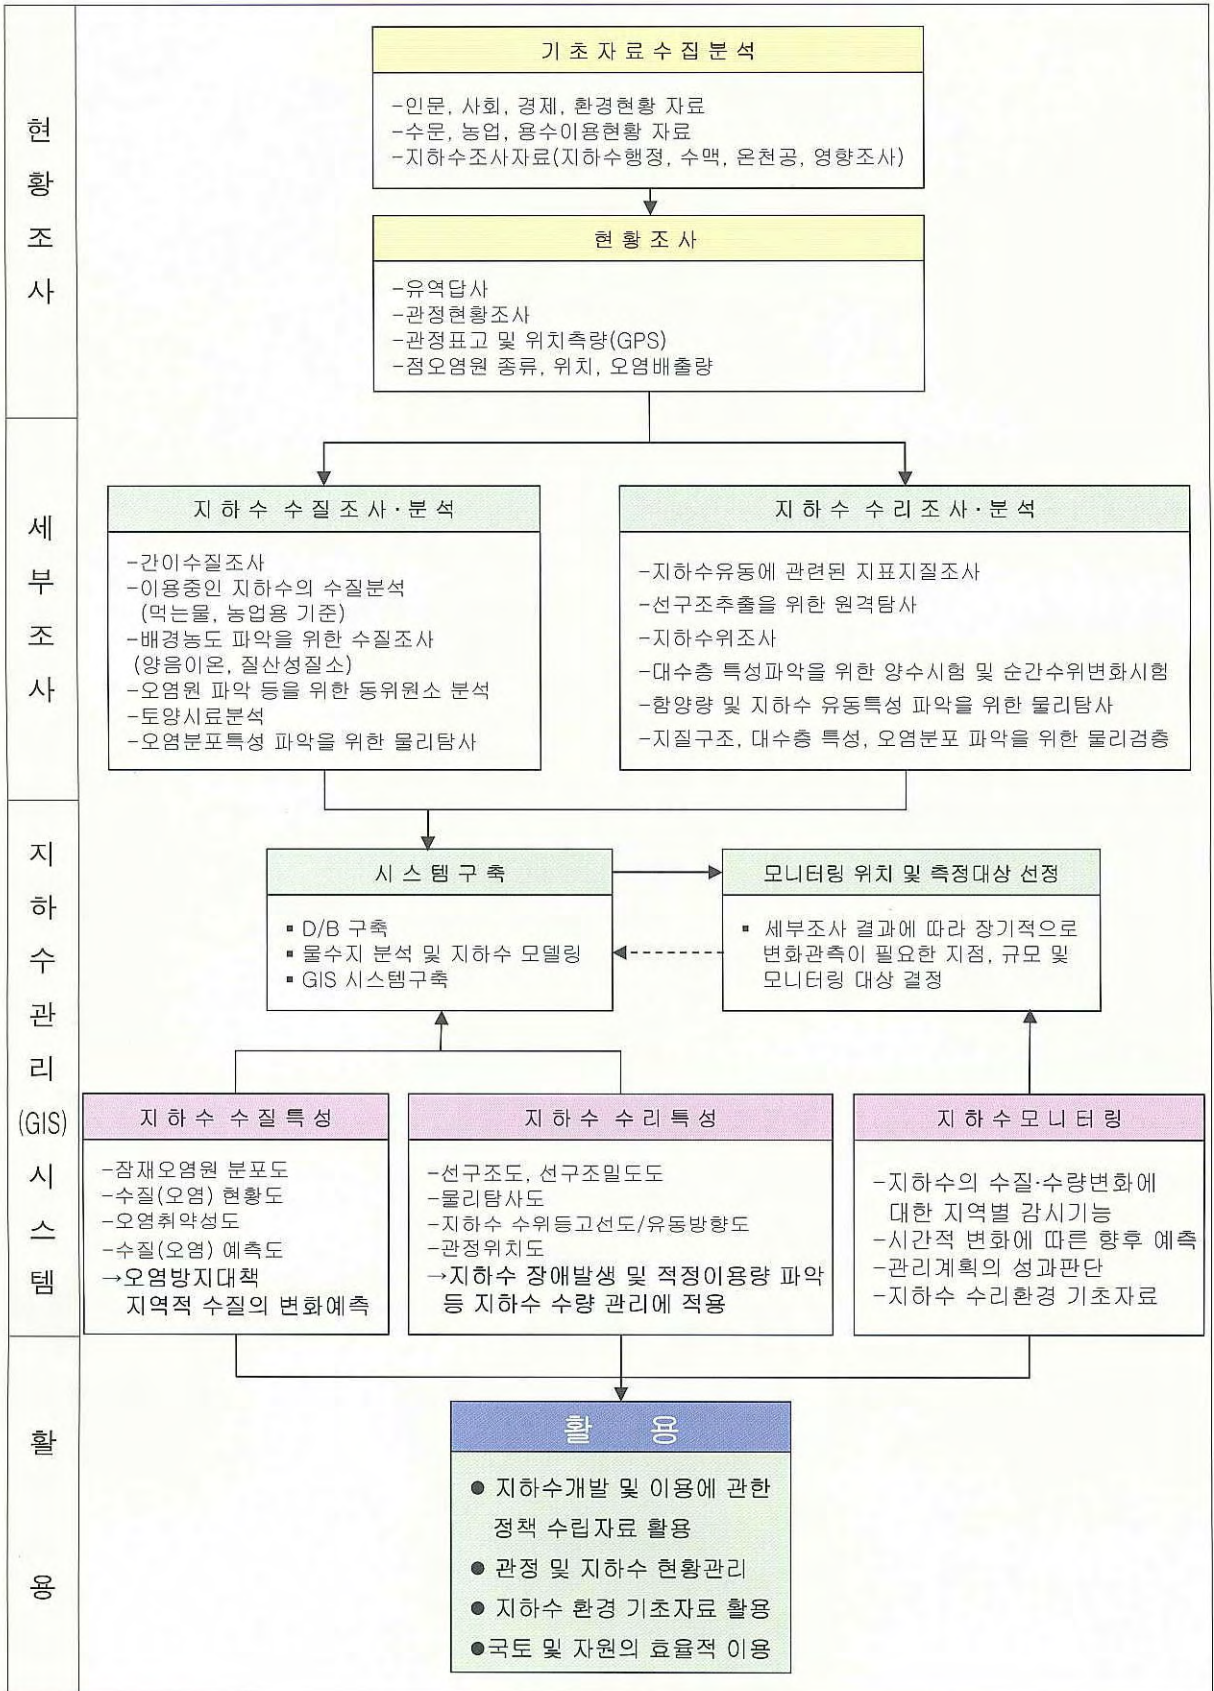 현황조사
기초자료수집분석
-인문, 사회, 경제, 환경현황 자료
-수문, 농업, 용수이용현황 자료
-지하수조사자료(지하수행정, 수맥, 온천공, 영향조사)
현황조사
-유역답사
-관정현황조사
-관정표고 및 위치측량(GPS)
-점오염원 종류, 위치, 오염배출량
세부조사
지하수 수질조사·분석
-간이수질조사
-이용중인 지하수의 수질분석
(먹는물, 농업용 기준)
-배경농도 파악을 위한 수질조사
(양음이온, 질산성질소)
-오염원 파악 등을 위한 동위원소 분석
-토양시료분석
-오염분포특성 파악을 위한 물리탐사
지하수 수리조사·분석
-지하수유동에 관련된 지표지질조사
-선구조추출을 위한 원격탐사
-지하수위조사
-대수층 특성파악을 위한 양수시험 및 순간수위변화시험
-함양량 및 지하수 유동특성 파악을 위한 물리탐사
-지질구조, 대수층 특성, 오염분포 파악을 위한 물리검층
지하수관리(GIS)시스템
시스템구축
▪ D/B 구축
▪ 물수지 분석 및 지하수 모델링
▪ GIS 시스템구축
모니터링 위치 및 측정대상 선정
▪ 세부조사 결과에 따라 장기적으로
변화관측이 필요한 지점, 규모 및
모니터링 대상 결정
지하수 수질특성
-잠재오염원 분포도
-수질(오염) 현황도
-오염취약성도
-수질(오염) 예측도
→오염방지대책
지역적 수질의 변화예측
지하수 수리특성
-선구조도, 선구조밀도도
-물리탐사도
-지하수 수위등고선도/유동방향도
-관정위치도
→지하수 장애발생 및 적정이용량 파악
등 지하수 수량 관리에 적용
지하수모니터링
-지하수의 수질·수량변화에
대한 지역별 감시기능
-시간적 변화에 따른 향후 예측
-관리계획의 성과판단
-지하수 수리환경 기초자료
활용
활 용
● 지하수개발 및 이용에 관한
정책 수립자료 활용
● 관정 및 지하수 현황관리
● 지하수 환경 기초자료 활용
●국토 및 자원의 효율적 이용